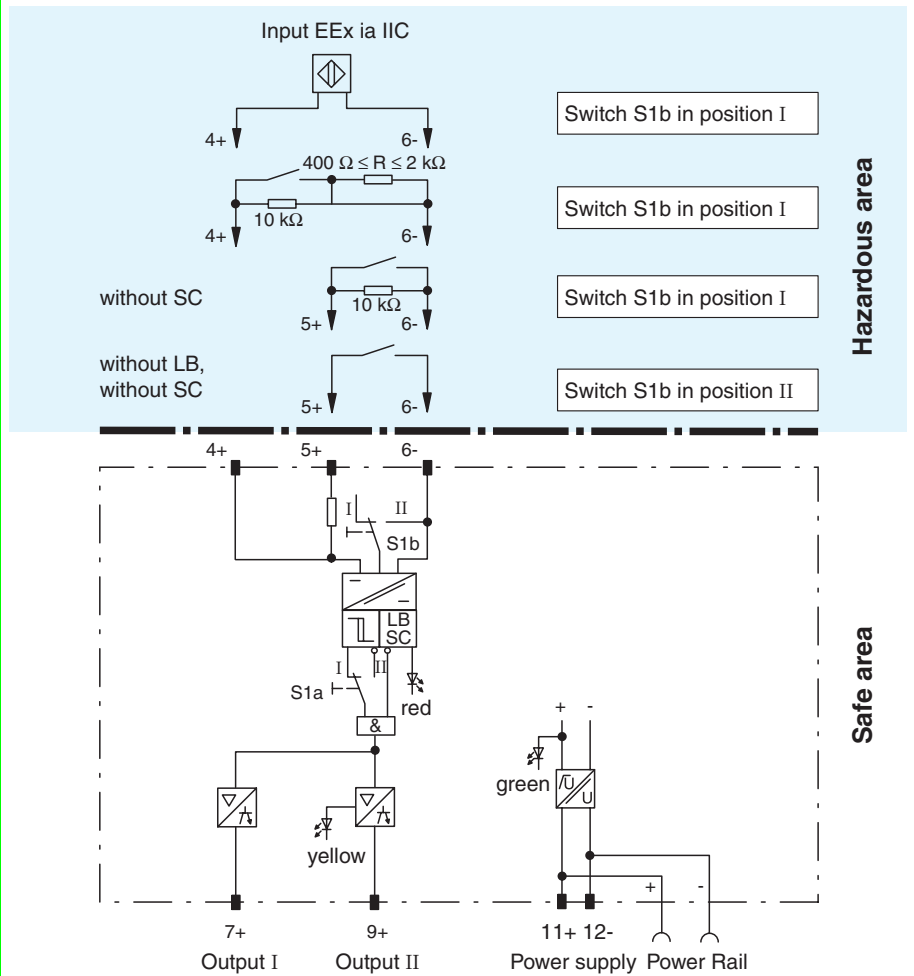 Input EEx ia IIC
4+ 6-
Switch S1b in position I
400 Ω ≤ R ≤ 2 kΩ
10 kΩ
4+ 6-
Switch S1b in position I
without SC
10 kΩ
5+ 6-
Switch S1b in position I
without LB,
without SC
5+ 6-
Switch S1b in position II
Hazardous area
4+ 5+ 6-
I II
S1b
LB
SC
I II
S1a
red
&
+ -
green
U
U
yellow
Safe area
+ -
7+ 9+ 11+ 12-
Output I Output II Power supply Power Rail